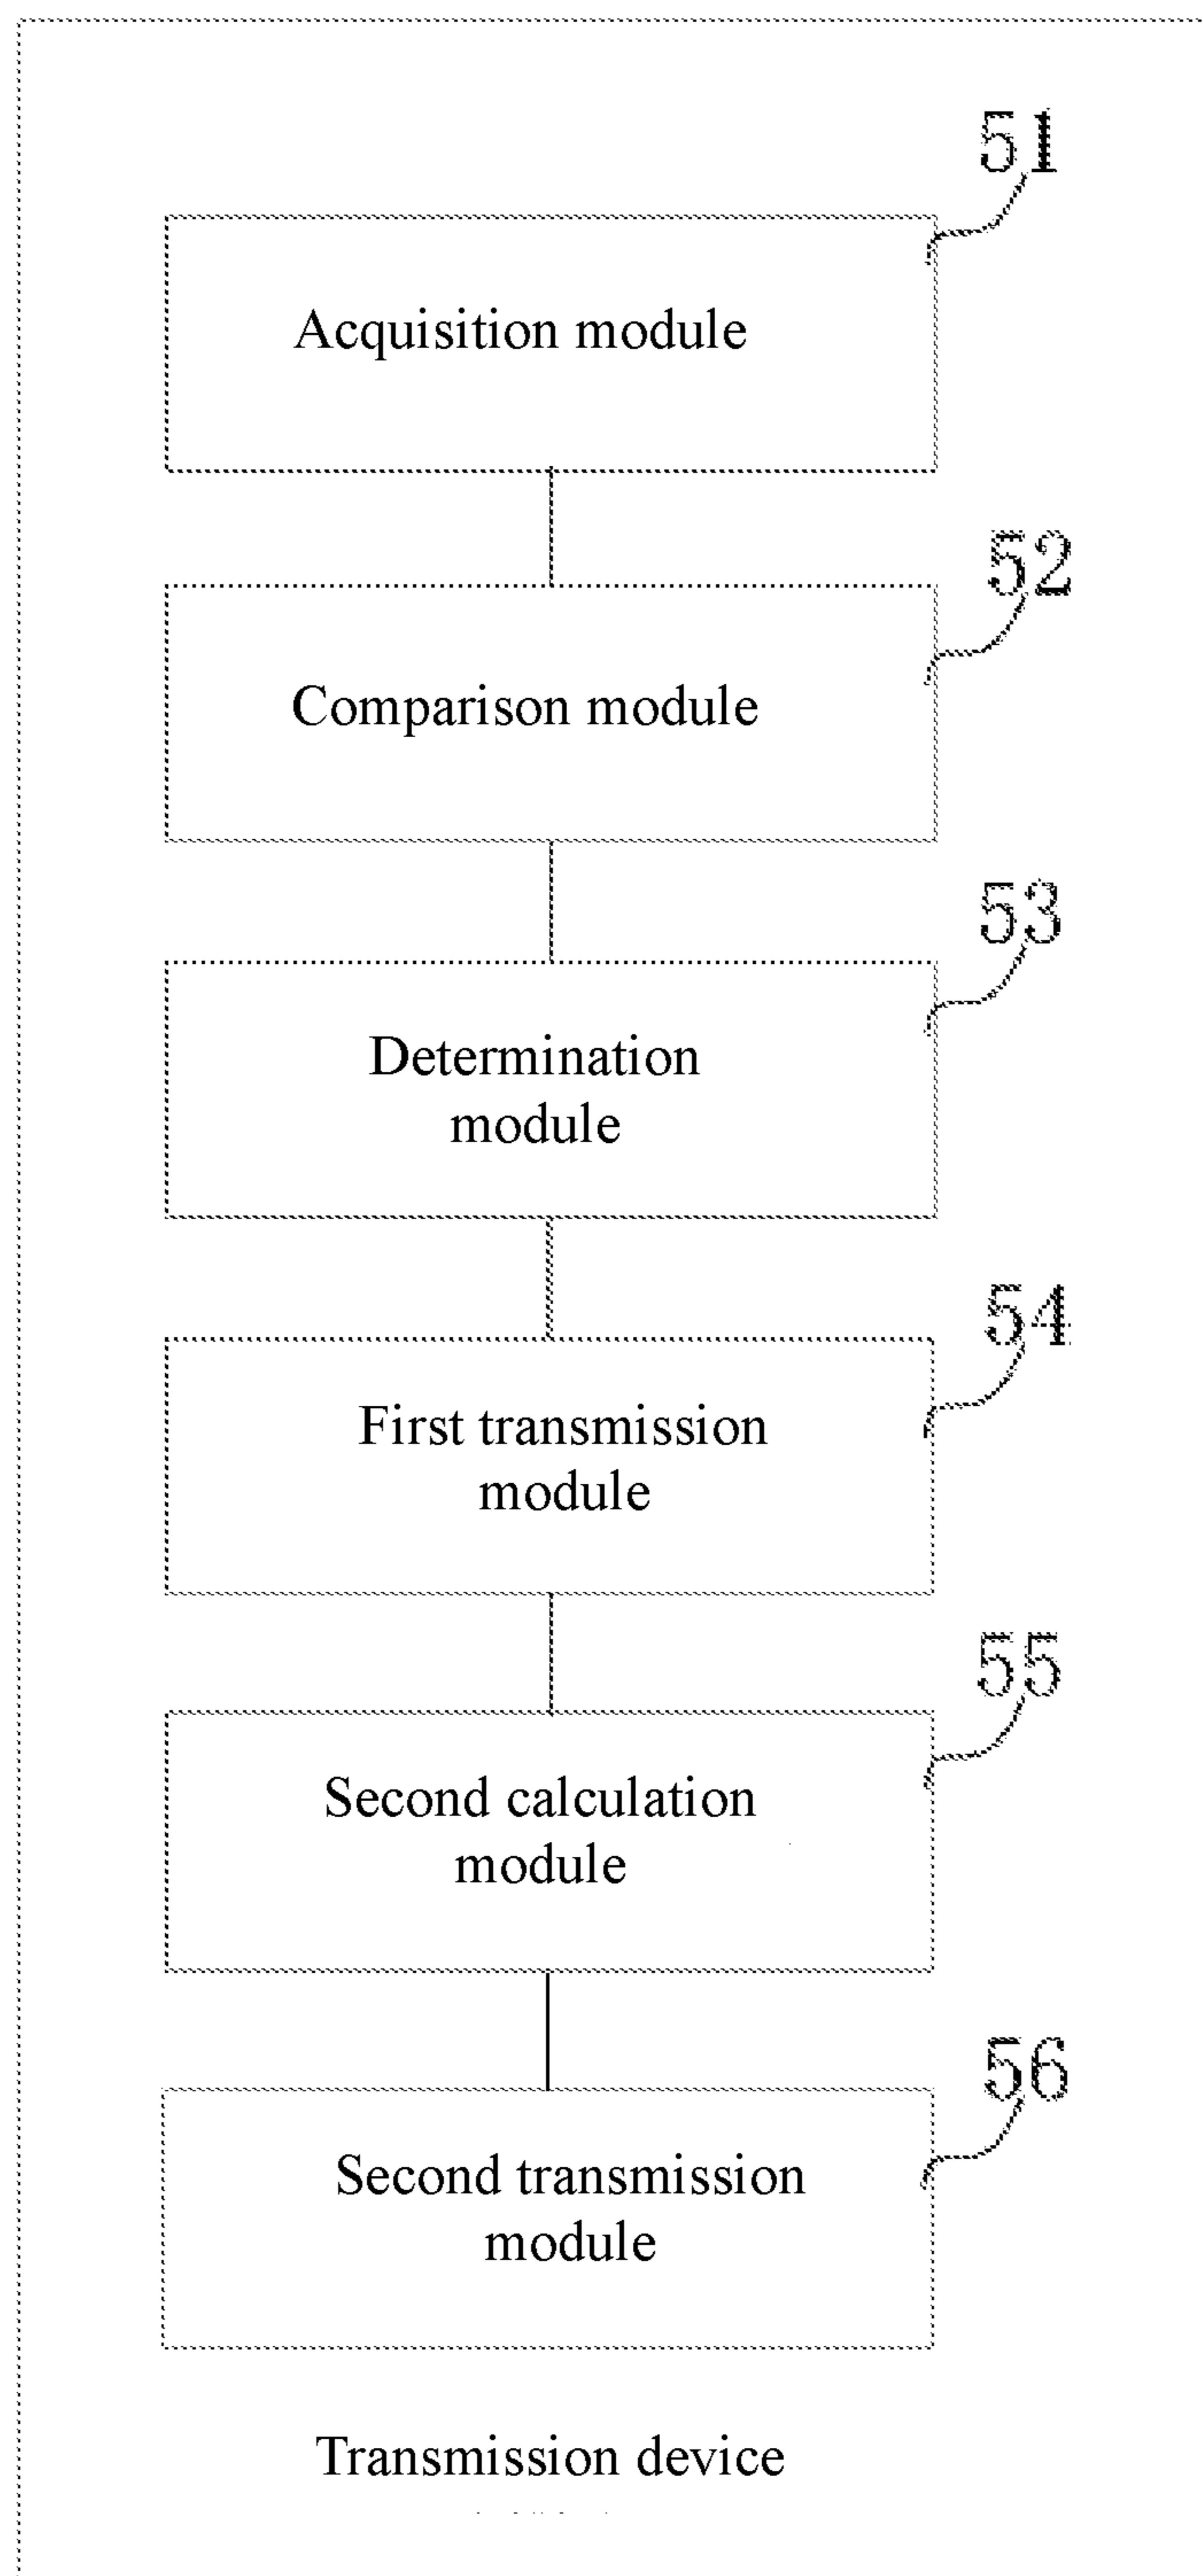 51
Acquisition module
52
Comparison module
53
Determination
module
54
First transmission
module
55
Second calculation
module
56
Second transmission
module
Transmission device